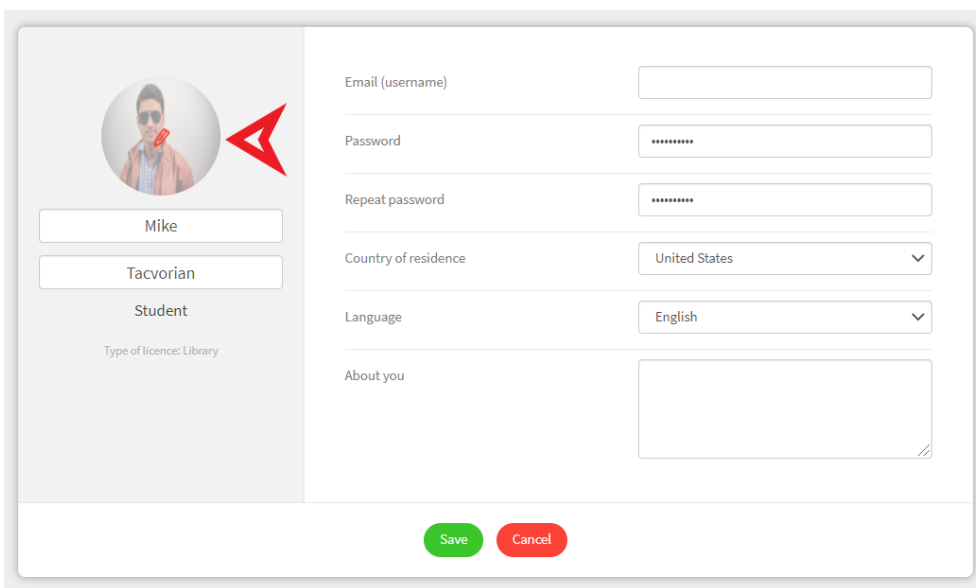 Mike
Tacvorian
Student
Type of licence: Library
Email (username)
Password
••••••••••
Repeat password
••••••••••
Country of residence
United States
Language
English
About you
Save
Cancel